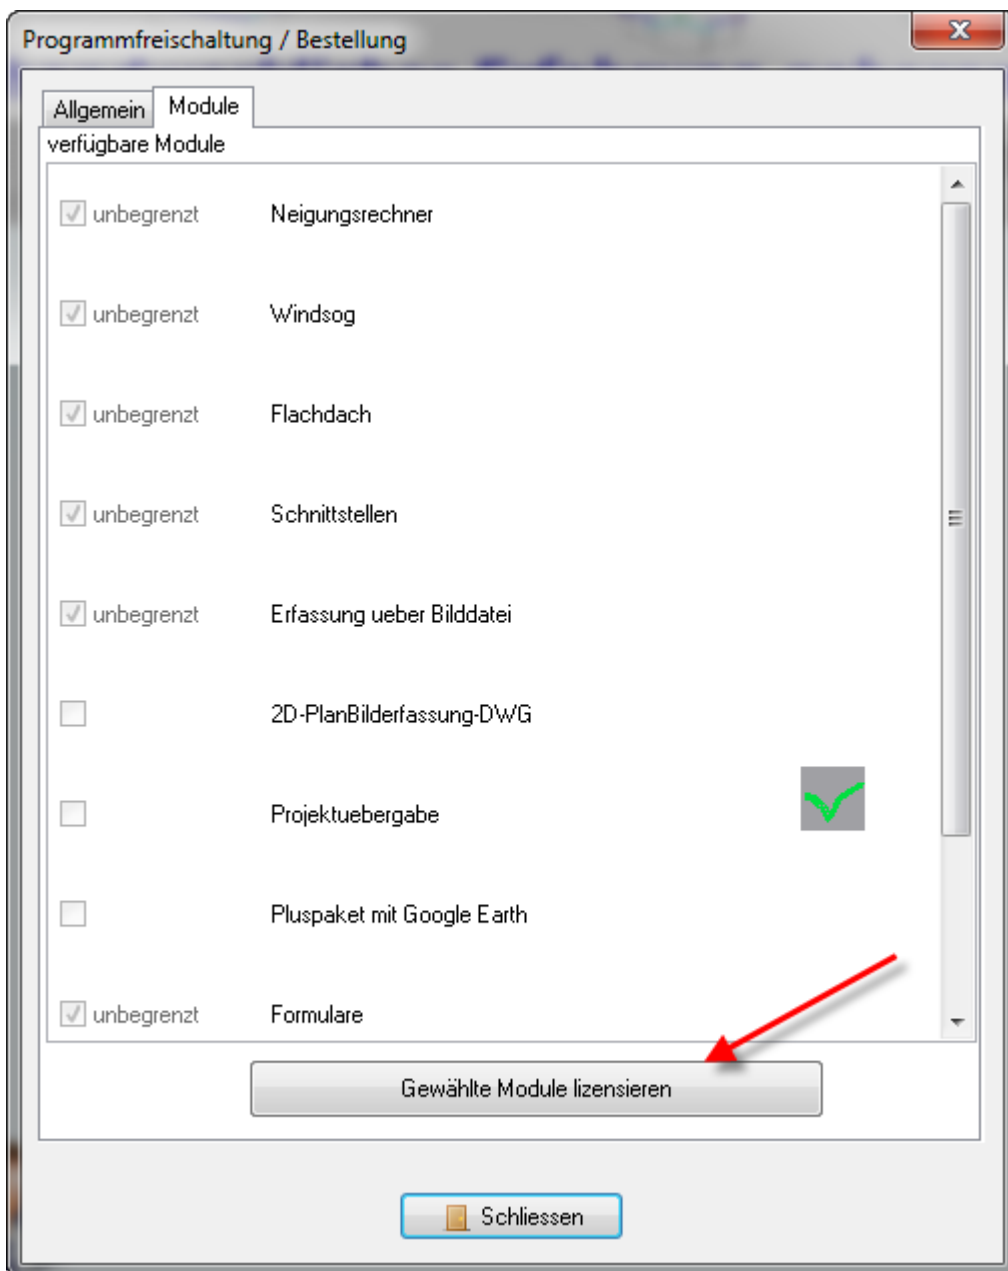 Programmfreischaltung / Bestellung
Allgemein Module
verfügbare Module
unbegrenzt Neigungsrechner
unbegrenzt Windsog
unbegrenzt Flachdach
unbegrenzt Schnittstellen
unbegrenzt Erfassung ueber Bilddatei
2D-PlanBilderfassung-DWG
Projektuebergabe
Pluspaket mit Google Earth
unbegrenzt Formulare
Gewählte Module lizensieren
Schliessen